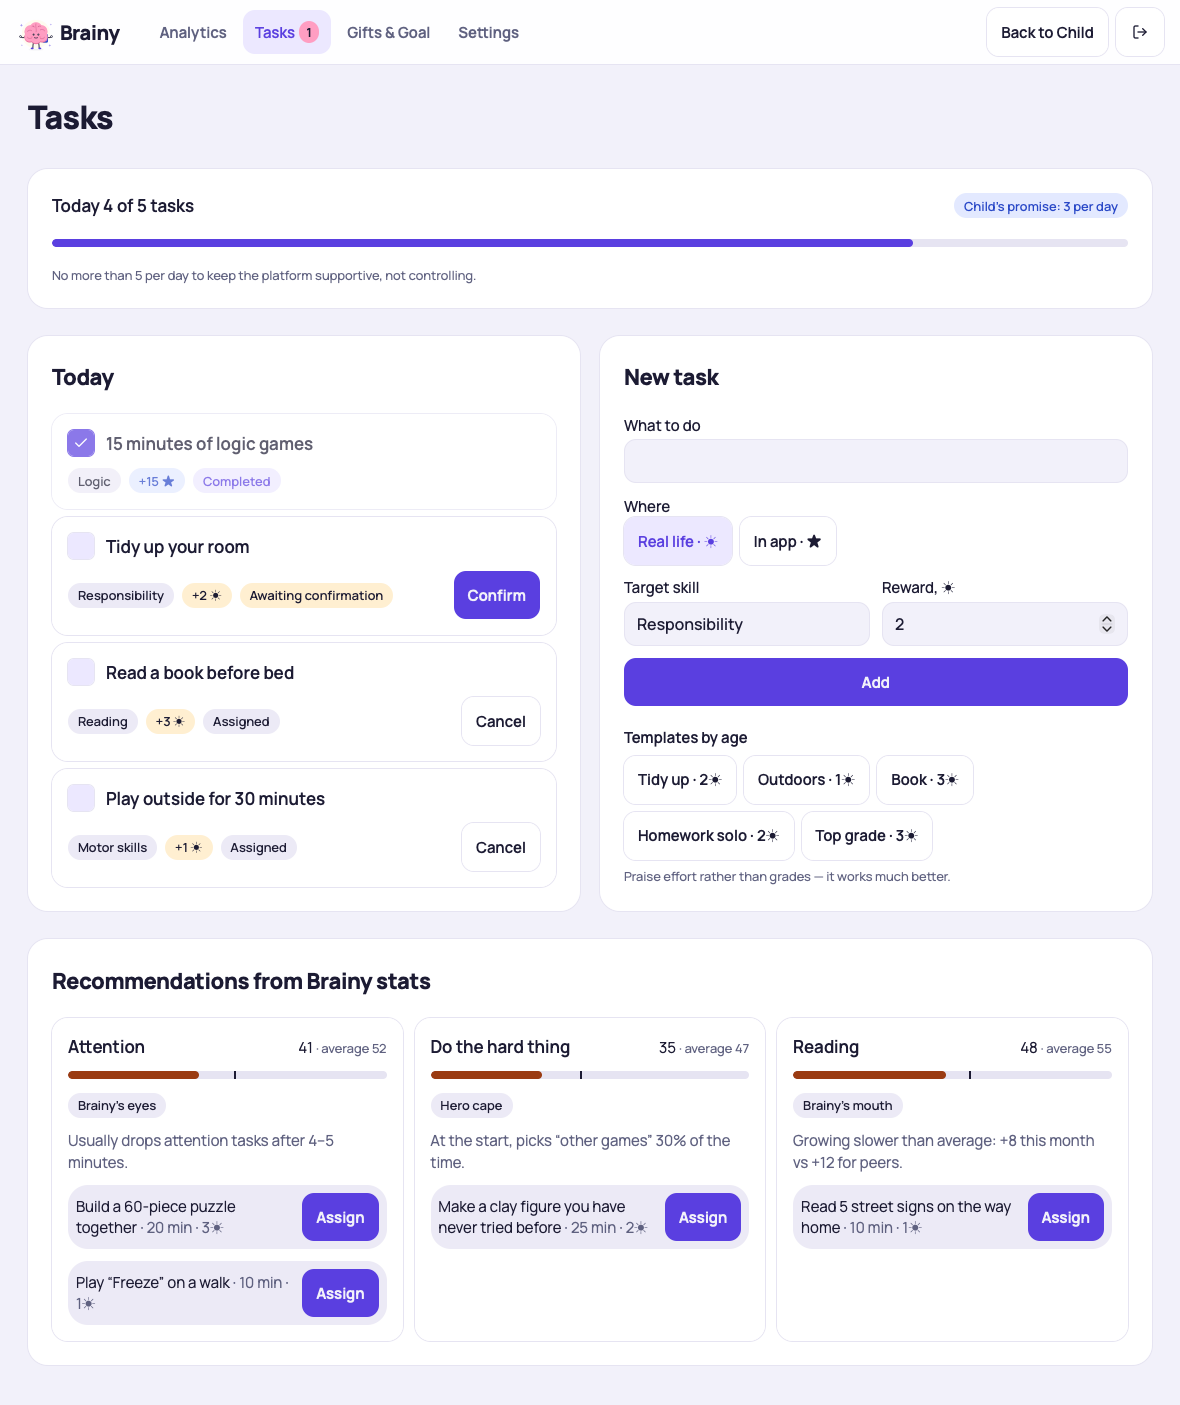 Brainy
Analytics
Tasks 1
Gifts & Goal
Settings
Back to Child
Tasks
Today 4 of 5 tasks
Child's promise: 3 per day
No more than 5 per day to keep the platform supportive, not controlling.
Today
15 minutes of logic games
Logic
+15 ★
Completed
Tidy up your room
Responsibility
+2 ☀
Awaiting confirmation
Confirm
Read a book before bed
Reading
+3 ☀
Assigned
Cancel
Play outside for 30 minutes
Motor skills
+1 ☀
Assigned
Cancel
New task
What to do
Where
Real life · ☀
In app · ★
Target skill
Reward, ☀
Responsibility
2
Add
Templates by age
Tidy up · 2☀
Outdoors · 1☀
Book · 3☀
Homework solo · 2☀
Top grade · 3☀
Praise effort rather than grades — it works much better.
Recommendations from Brainy stats
Attention
41 · average 52
Brainy's eyes
Usually drops attention tasks after 4–5
minutes.
Build a 60-piece puzzle
together · 20 min · 3☀
Assign
Play “Freeze” on a walk · 10 min ·
1☀
Assign
Do the hard thing
35 · average 47
Hero cape
At the start, picks “other games” 30% of the
time.
Make a clay figure you have
never tried before · 25 min · 2☀
Assign
Reading
48 · average 55
Brainy's mouth
Growing slower than average: +8 this month
vs +12 for peers.
Read 5 street signs on the way
home · 10 min · 1☀
Assign